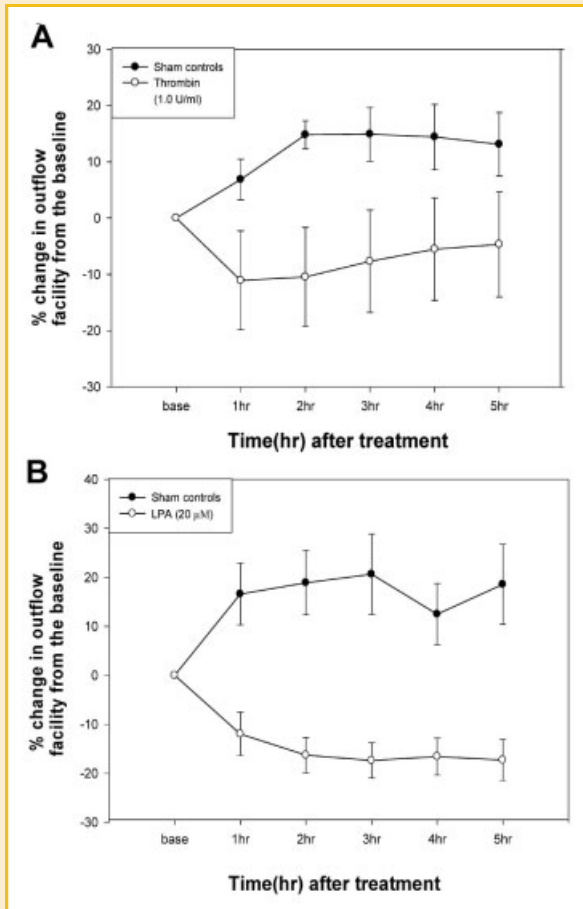 A
30
20
10
0
-10
-20
-30
Sham controls
Thrombin
(1.0 U/ml)
% change in outflow
facility from the baseline
base 1hr 2hr 3hr 4hr 5hr
Time(hr) after treatment
B
40
30
20
10
0
-10
-20
-30
Sham controls
LPA (20 μM)
% change in outflow
facility from the baseline
base 1hr 2hr 3hr 4hr 5hr
Time(hr) after treatment